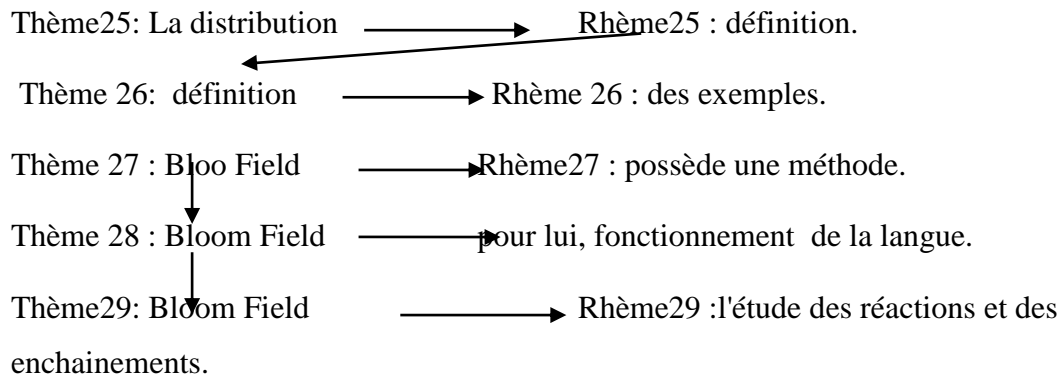 Thème25: La distribution Rhème25 : définition.
Thème 26: définition Rhème 26 : des exemples.
Thème 27 : Bloo Field Rhème27 : possède une méthode.
Thème 28 : Bloom Field pour lui, fonctionnement de la langue.
Thème29: Bloom Field Rhème29 :l'étude des réactions et des
enchainements.